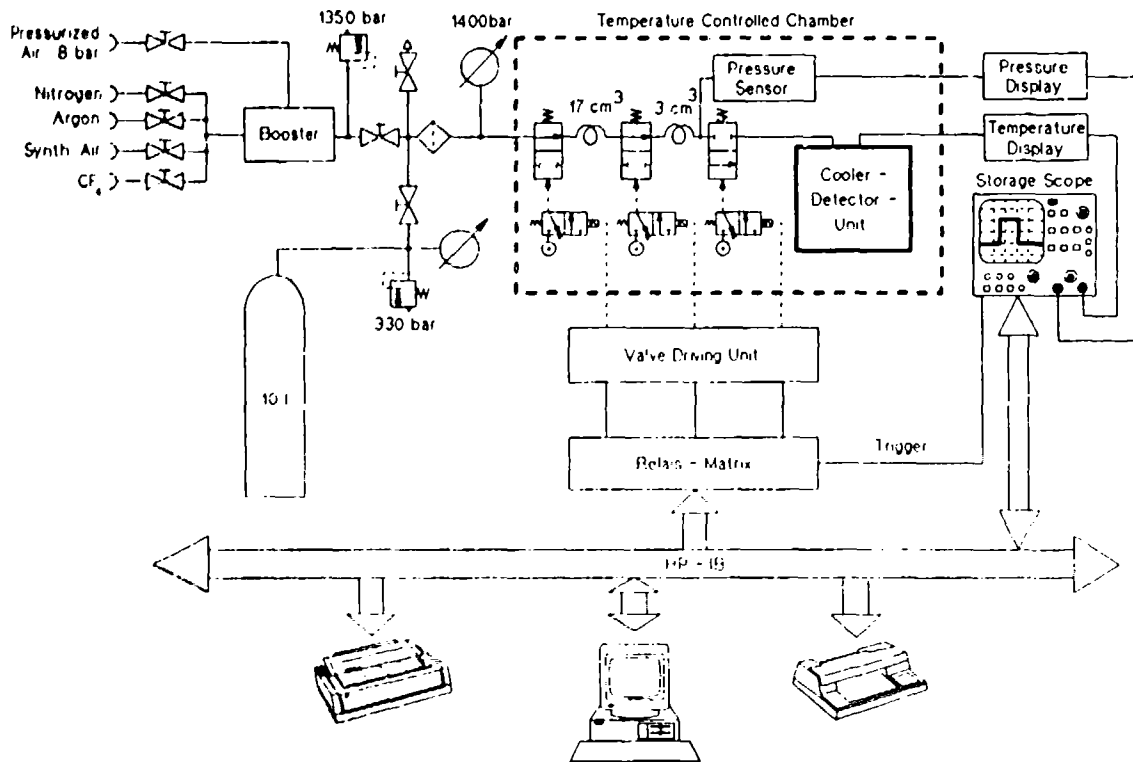 1350 bar
1400bar
Temperature Controlled Chamber
Pressurized
Air 8 bar
Nitrogen
Argon
Synth Air
CF4
Booster
17 cm3
3 cm3
Pressure
Sensor
Pressure
Display
Temperature
Display
Cooler -
Detector -
Unit
Storage Scope
330 bar
10 l
Valve Driving Unit
Relais - Matrix
Trigger
HP-IB